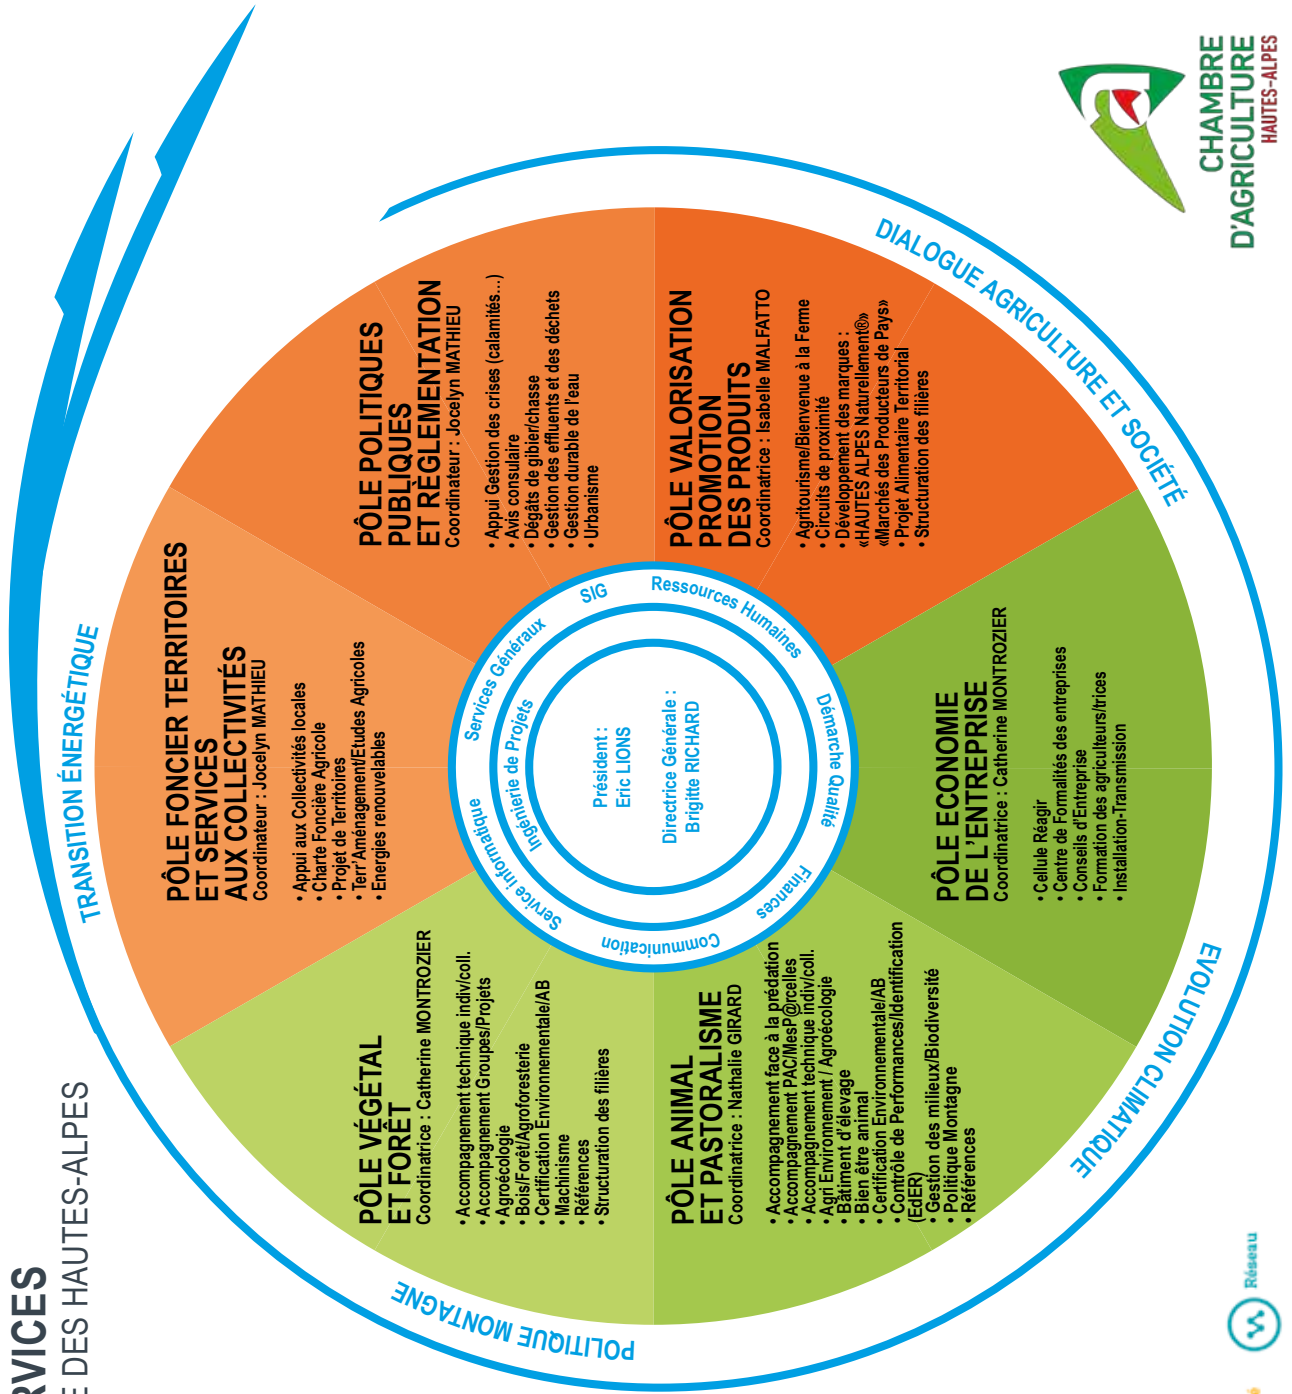 RVICES
E DES HAUTES-ALPES
TRANSITION ÉNERGÉTIQUE
DIALOGUE AGRICULTURE ET SOCIÉTÉ
EVOLUTION CLIMATIQUE
POLITIQUE MONTAGNE
PÔLE VÉGÉTAL
ET FORÊT
Coordinatrice : Catherine MONTROZIER
• Accompagnement technique indiv/coll.
• Accompagnement Groupes/Projets
• Agroécologie
• Bois/Forêt/Agroforesterie
• Certification Environnementale/AB
• Machinisme
• Références
• Structuration des filières
PÔLE FONCIER TERRITOIRES
ET SERVICES
AUX COLLECTIVITÉS
Coordinateur : Jocelyn MATHIEU
• Appui aux Collectivités locales
• Charte Foncière Agricole
• Projet de Territoires
• Terr'Aménagement/Etudes Agricoles
• Energies renouvelables
PÔLE POLITIQUES
PUBLIQUES
ET RÈGLEMENTATION
Coordinateur : Jocelyn MATHIEU
• Appui Gestion des crises (calamités...)
• Avis consulaire
• Dégâts de gibier/chasse
• Gestion des effluents et des déchets
• Gestion durable de l'eau
• Urbanisme
PÔLE ANIMAL
ET PASTORALISME
Coordinatrice : Nathalie GIRARD
• Accompagnement face à la prédation
• Accompagnement PAC/MesP@rcelles
• Accompagnement technique indiv/coll.
• Agri Environnement / Agroécologie
• Bâtiment d'élevage
• Bien être animal
• Certification Environnementale/AB
• Contrôle de Performances/Identification
(EdER)
• Gestion des milieux/Biodiversité
• Politique Montagne
• Références
PÔLE ECONOMIE
DE L'ENTREPRISE
Coordinatrice : Catherine MONTROZIER
• Cellule Réagir
• Centre de Formalités des entreprises
• Conseils d'Entreprise
• Formation des agriculteurs/trices
• Installation-Transmission
PÔLE VALORISATION
PROMOTION
DES PRODUITS
Coordinatrice : Isabelle MALFATTO
• Agritourisme/Bienvenue à la Ferme
• Circuits de proximité
• Développement des marques :
«HAUTES ALPES Naturellement®»
«Marchés des Producteurs de Pays»
• Projet Alimentaire Territorial
• Structuration des filières
Service informatique
Services Généraux
SIG
Ressources Humaines
Démarche Qualité
Finances
Communication
Ingénierie de Projets
Président :
Eric LIONS
Directrice Générale :
Brigitte RICHARD
Réseau
CHAMBRE
D'AGRICULTURE
HAUTES-ALPES